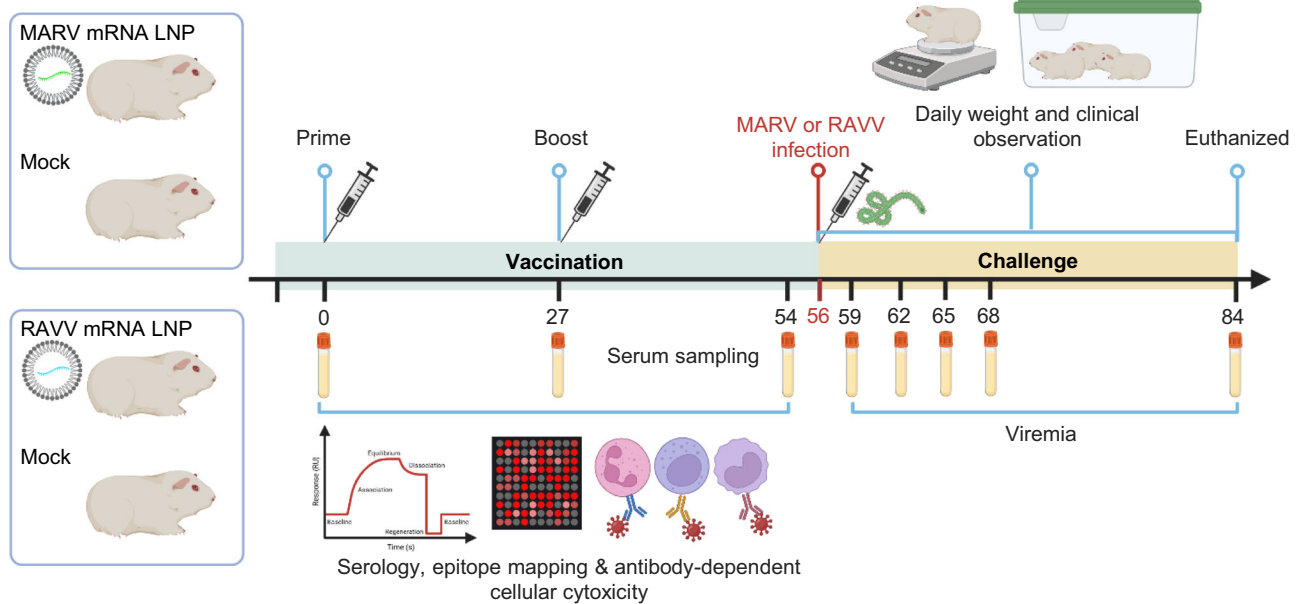 MARV mRNA LNP
Mock
RAVV mRNA LNP
Mock
Prime
Boost
MARV or RAVV
infection
Daily weight and clinical
observation
Euthanized
Vaccination
Challenge
0
27
54
56
59
62
65
68
84
Serum sampling
Viremia
Response (RU)
Equilibrium
Dissociation
Association
Baseline
Baseline
Regeneration
Time (s)
Serology, epitope mapping & antibody-dependent
cellular cytoxicity